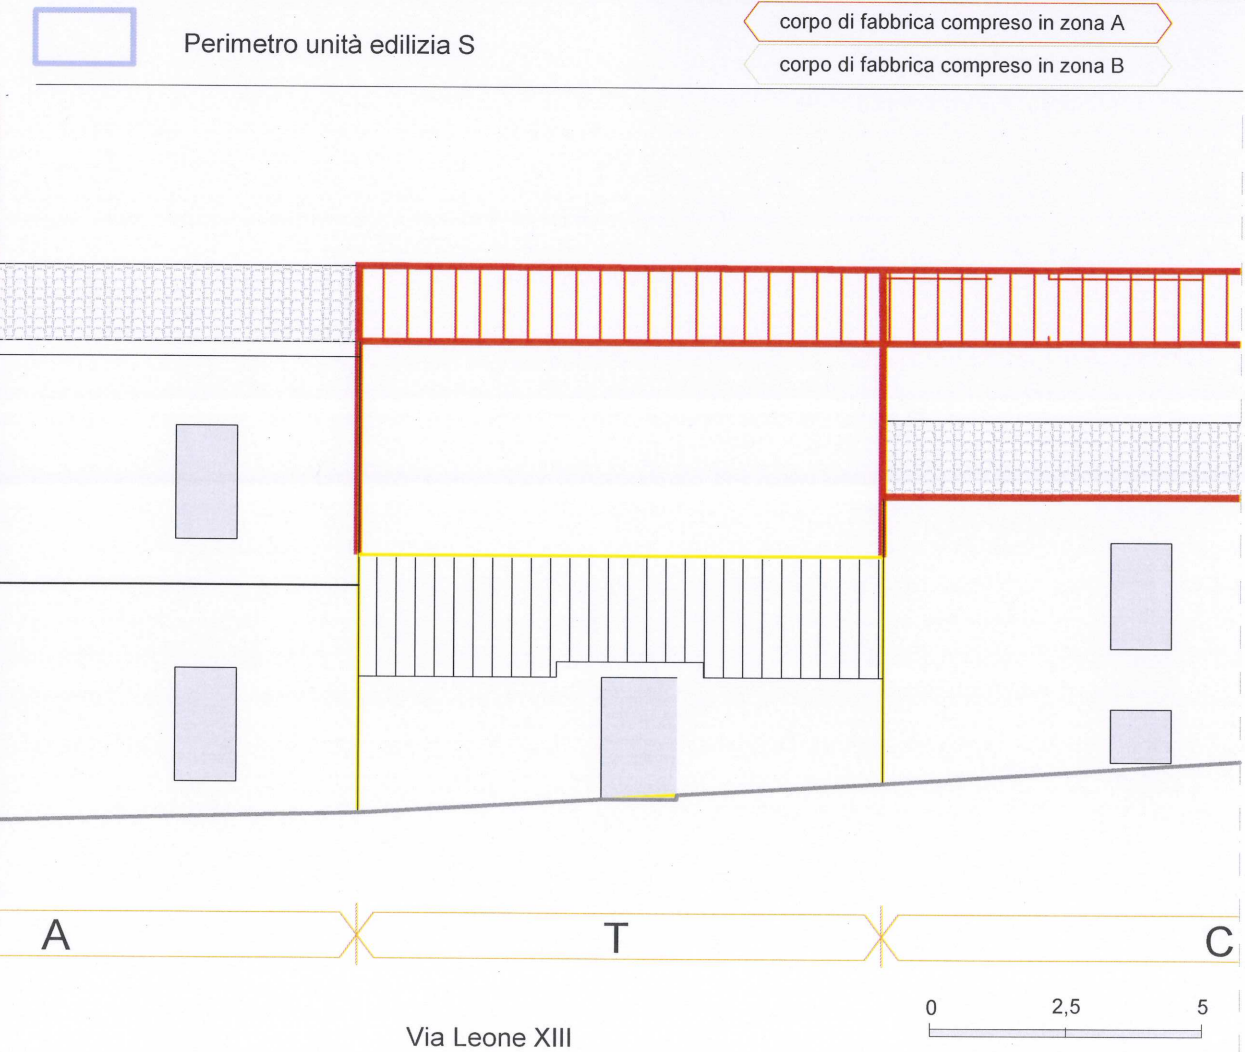 Perimetro unità edilizia S
corpo di fabbrica compreso in zona A
corpo di fabbrica compreso in zona B
A
T
C
Via Leone XIII
0 2,5 5